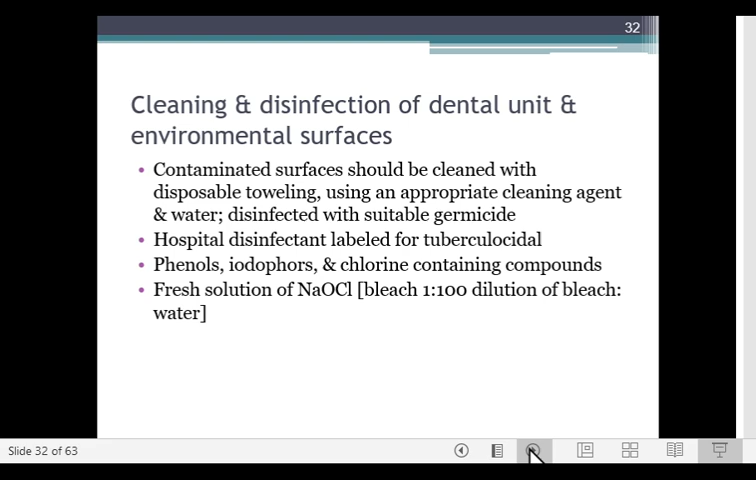 32
Cleaning & disinfection of dental unit &
environmental surfaces
• Contaminated surfaces should be cleaned with
disposable toweling, using an appropriate cleaning agent
& water; disinfected with suitable germicide
• Hospital disinfectant labeled for tuberculocidal
• Phenols, iodophors, & chlorine containing compounds
• Fresh solution of NaOCl [bleach 1:100 dilution of bleach:
water]
Slide 32 of 63